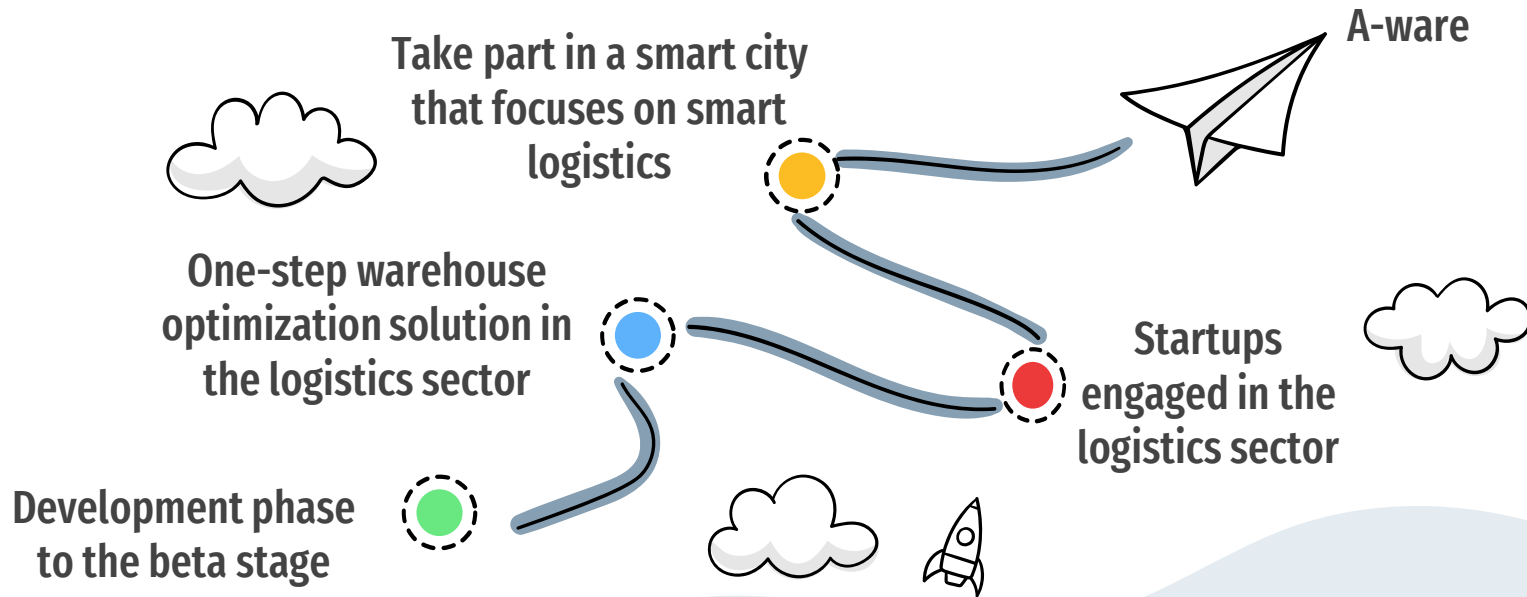 A-ware
Take part in a smart city
that focuses on smart
logistics
One-step warehouse
optimization solution in
the logistics sector
Startups
engaged in the
logistics sector
Development phase
to the beta stage